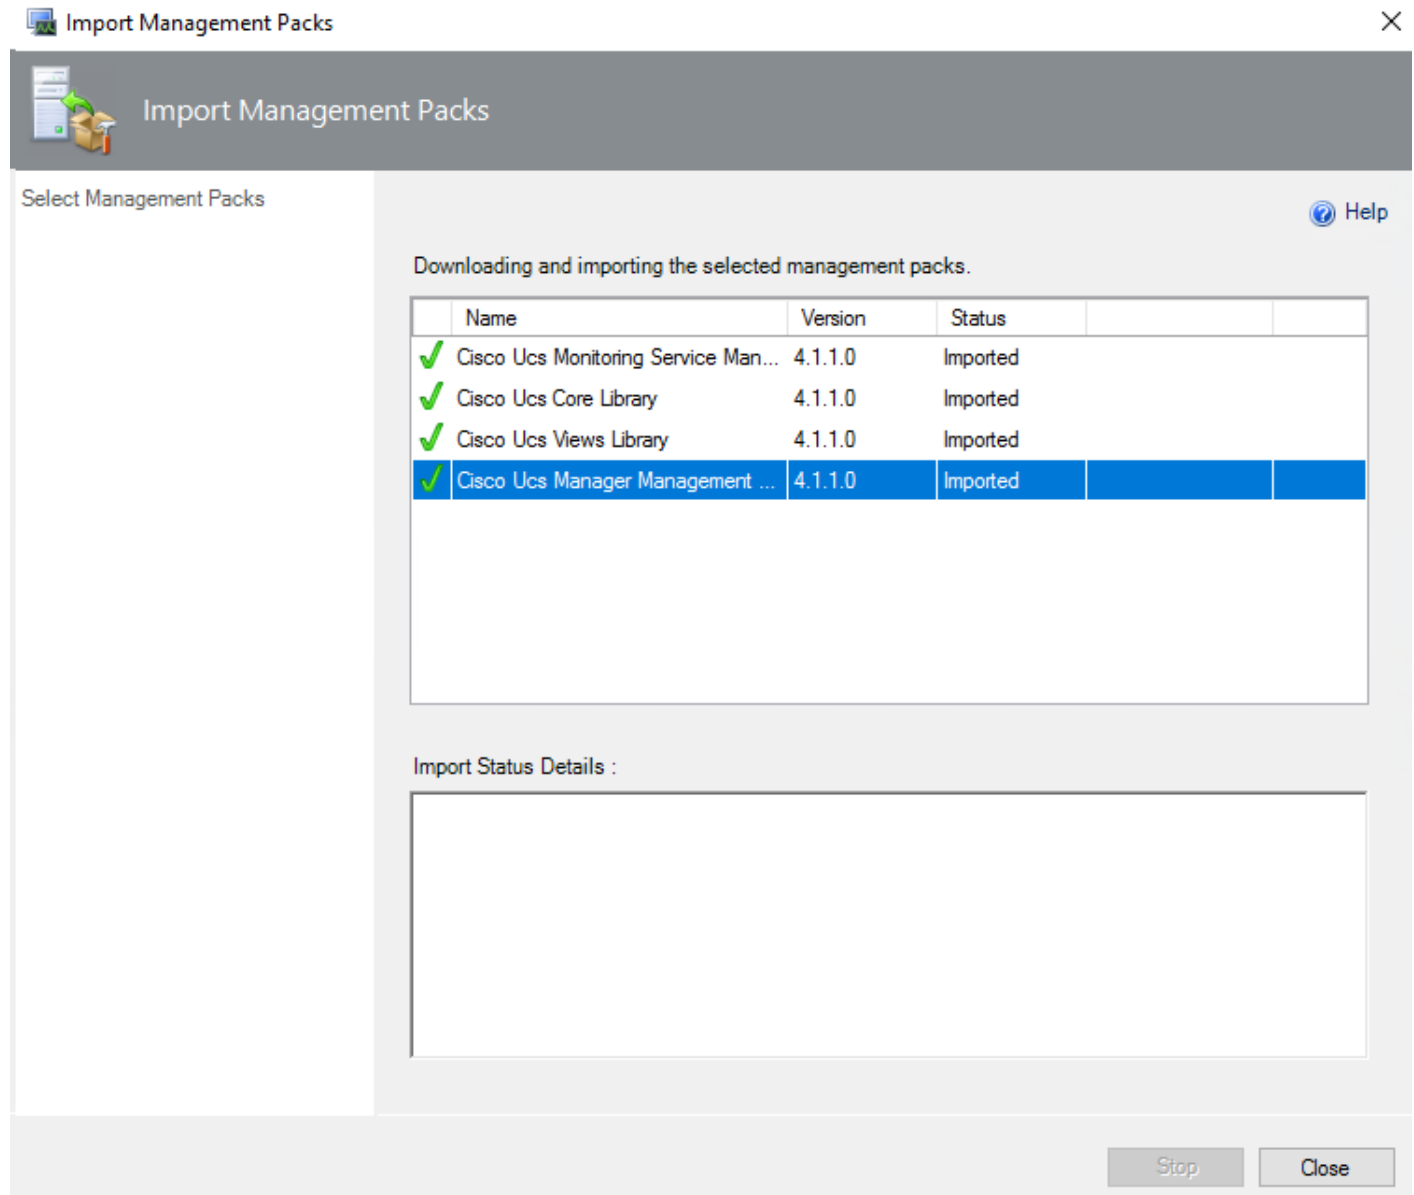 Import Management Packs
Import Management Packs
Select Management Packs
Help
Downloading and importing the selected management packs.
Name Version Status
Cisco Ucs Monitoring Service Man... 4.1.1.0 Imported
Cisco Ucs Core Library 4.1.1.0 Imported
Cisco Ucs Views Library 4.1.1.0 Imported
Cisco Ucs Manager Management ... 4.1.1.0 Imported
Import Status Details :
Stop Close